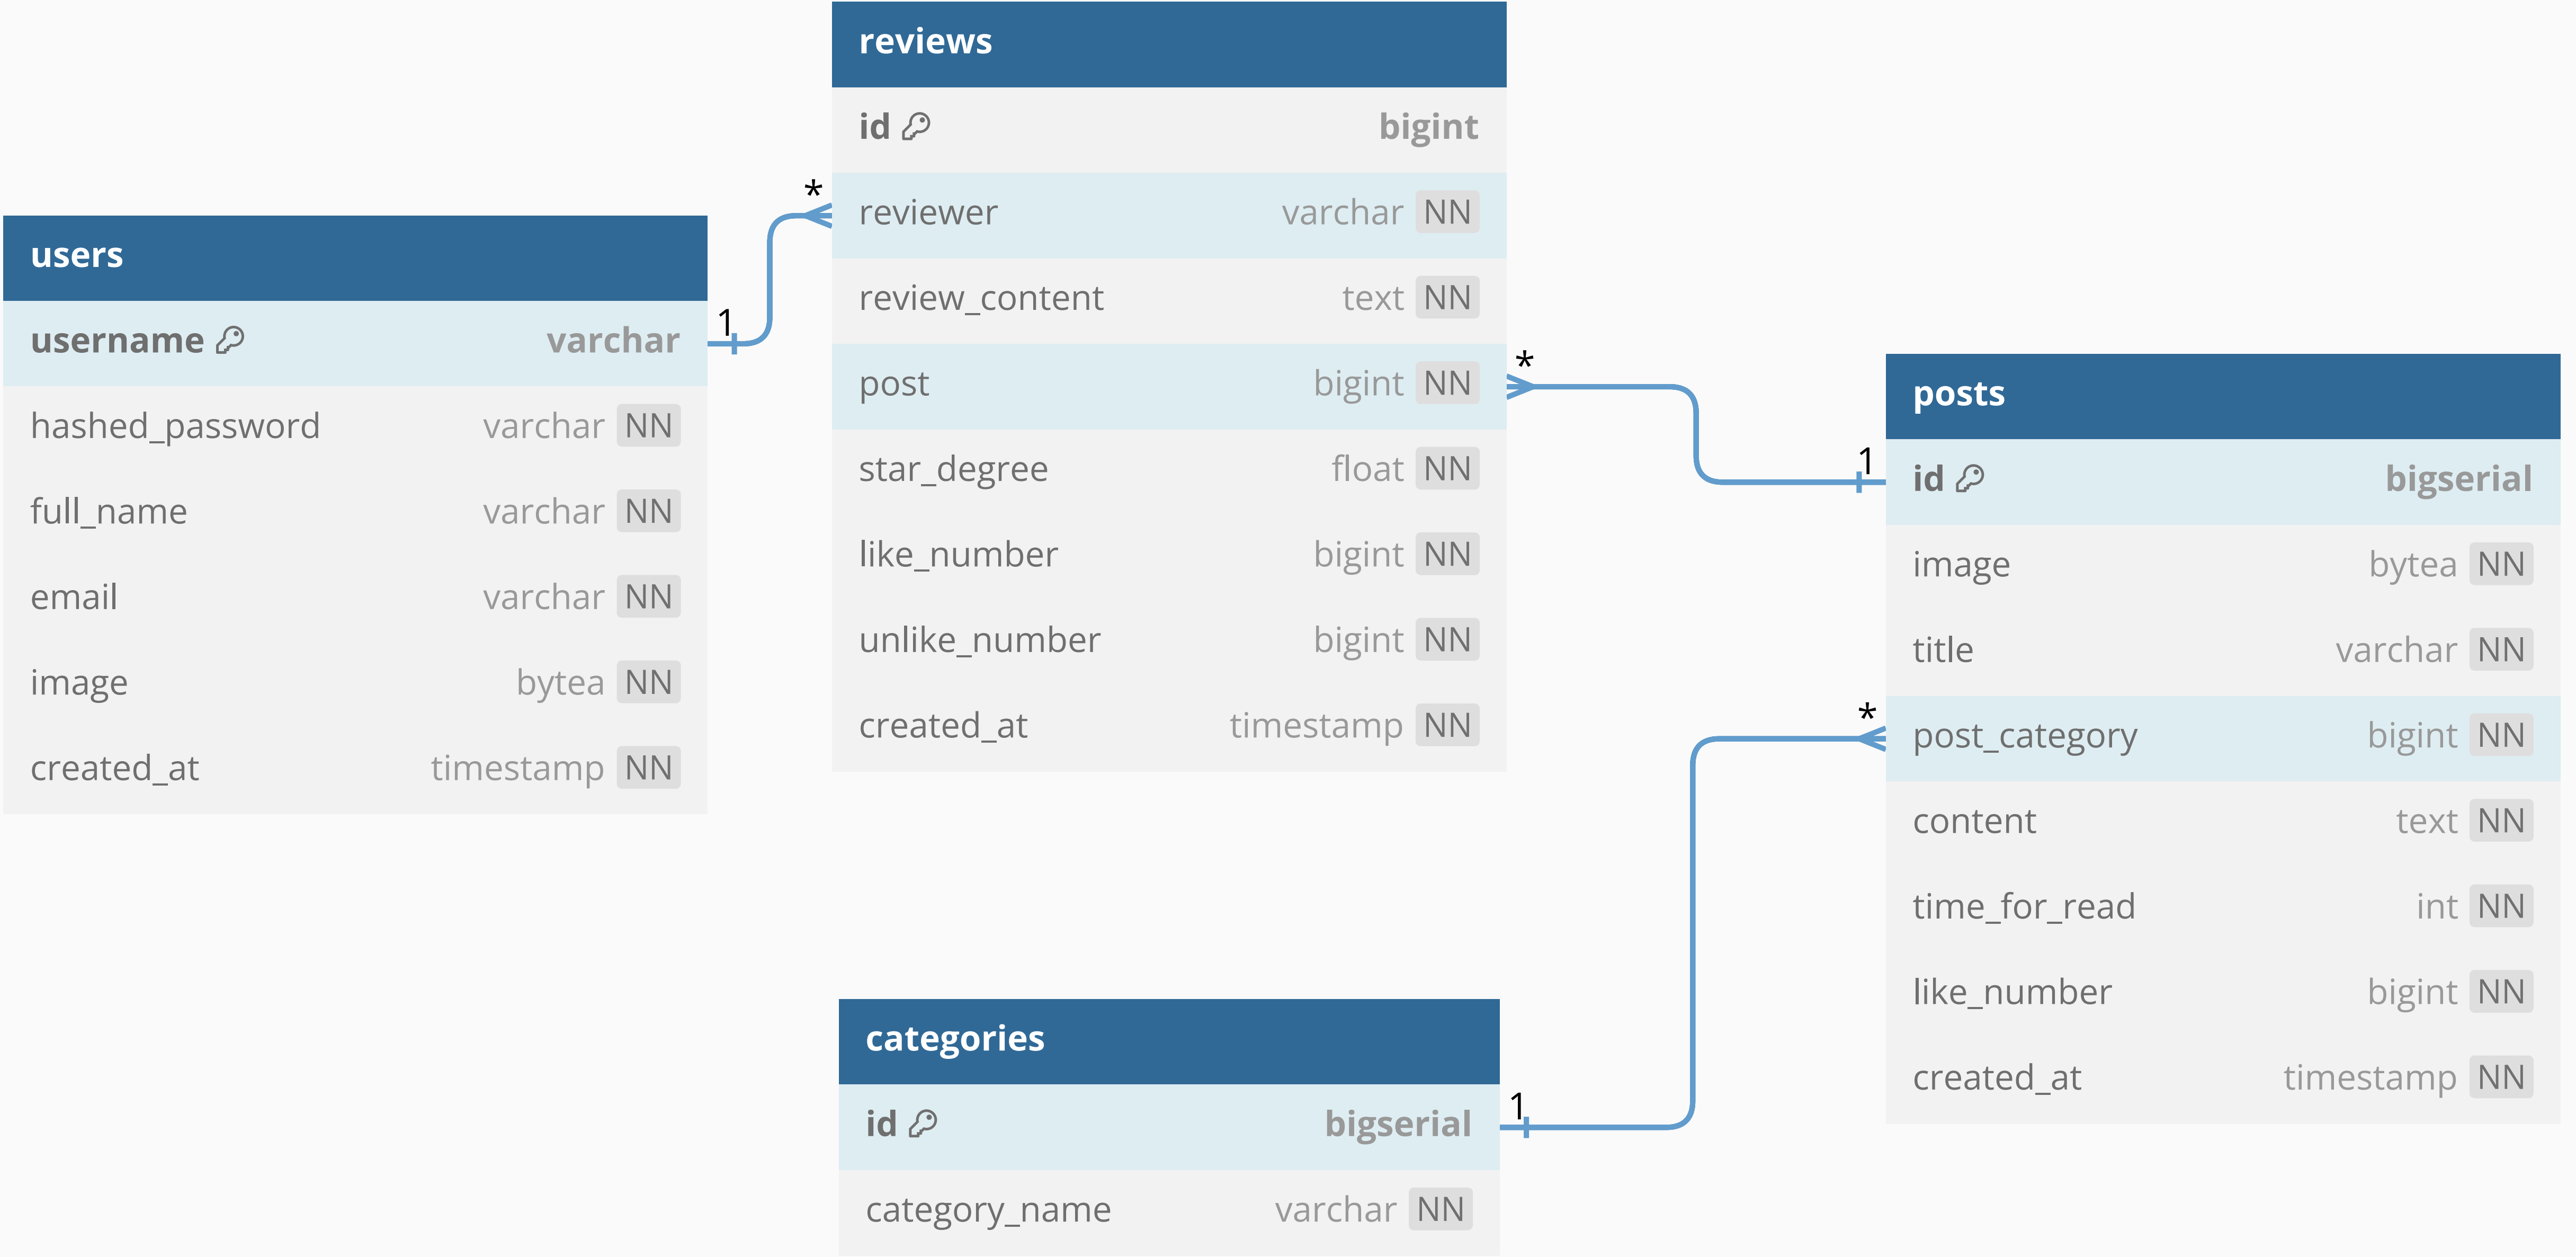 users
username varchar
hashed_password varchar NN
full_name varchar NN
email varchar NN
image bytea NN
created_at timestamp NN
1
*
reviews
id bigint
reviewer varchar NN
review_content text NN
post bigint NN
star_degree float NN
like_number bigint NN
unlike_number bigint NN
created_at timestamp NN
*
1
posts
id bigserial
image bytea NN
title varchar NN
post_category bigint NN
content text NN
time_for_read int NN
like_number bigint NN
created_at timestamp NN
*
1
categories
id bigserial
category_name varchar NN